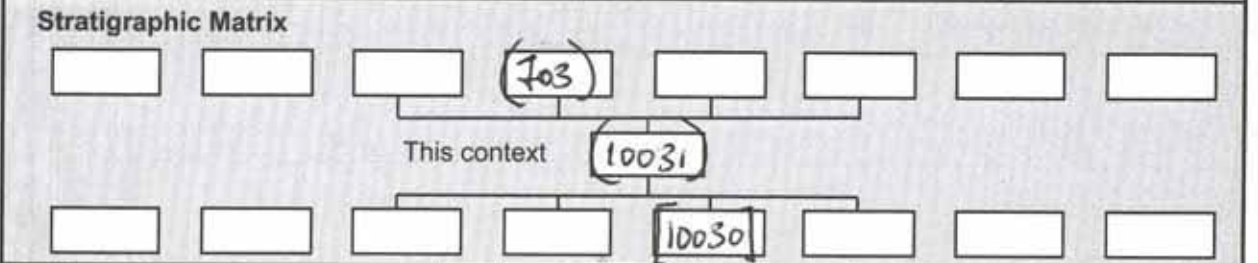 Stratigraphic Matrix
(703)
This context (10031)
[10030]